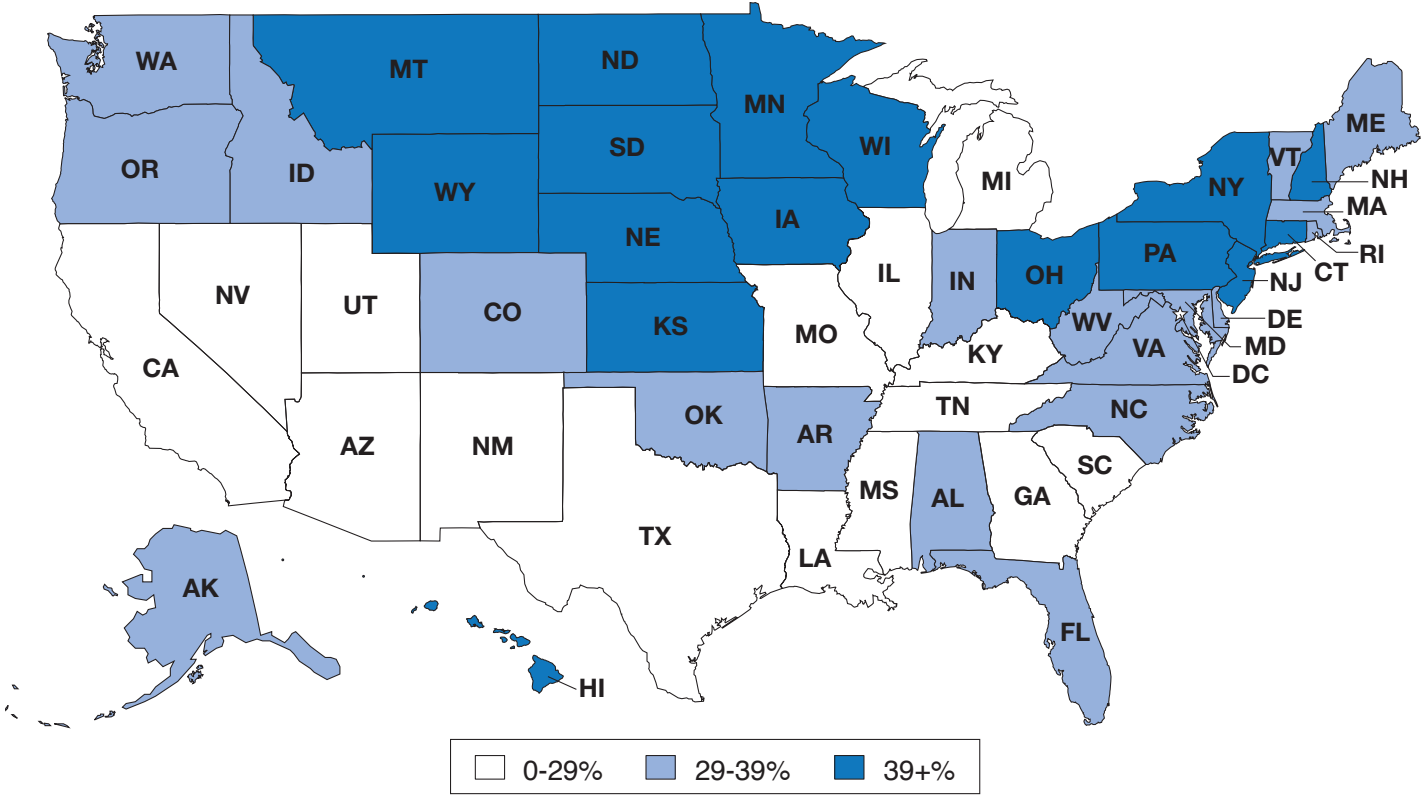 WA
MT
ND
MN
ME
OR
ID
SD
WI
VT
NH
WY
MI
NY
MA
NE
IA
PA
RI
CT
NV
UT
CO
IL
IN
OH
NJ
KS
MO
WV
DE
CA
KY
VA
MD
DC
OK
AR
TN
NC
AZ
NM
MS
AL
GA
SC
TX
LA
AK
FL
HI
0-29%
29-39%
39+%